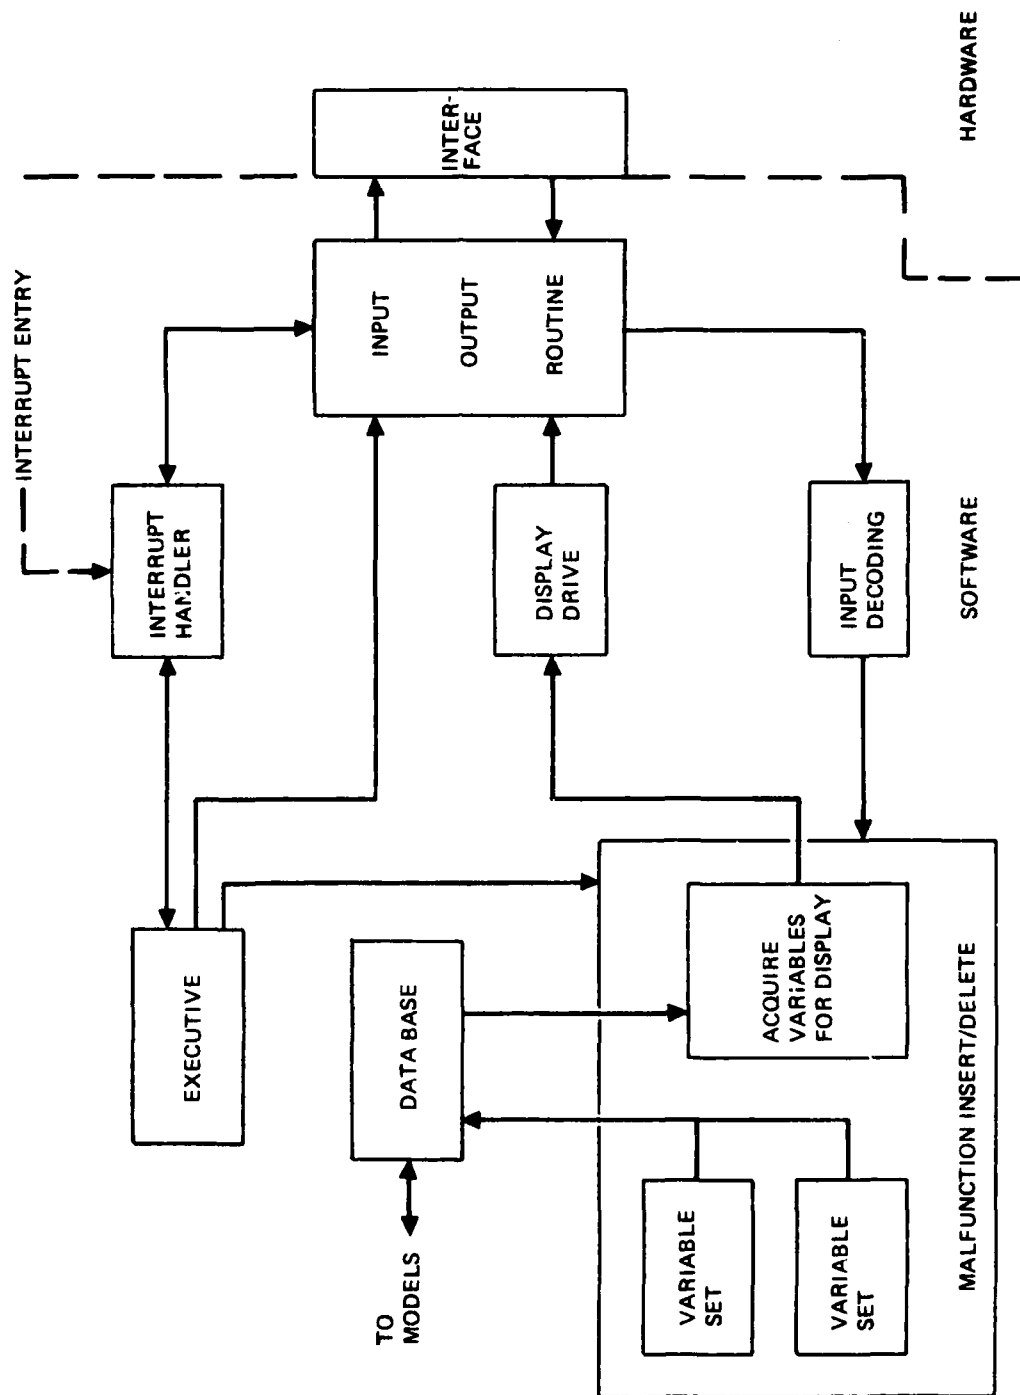 INTERRUPT ENTRY
EXECUTIVE
INTERRUPT
HANDLER
TO
MODELS
DATA BASE
INPUT
OUTPUT
ROUTINE
INTER-
FACE
DISPLAY
DRIVE
VARIABLE
SET
VARIABLE
SET
ACQUIRE
VARIABLES
FOR DISPLAY
INPUT
DECODING
MALFUNCTION INSERT/DELETE
SOFTWARE
HARDWARE